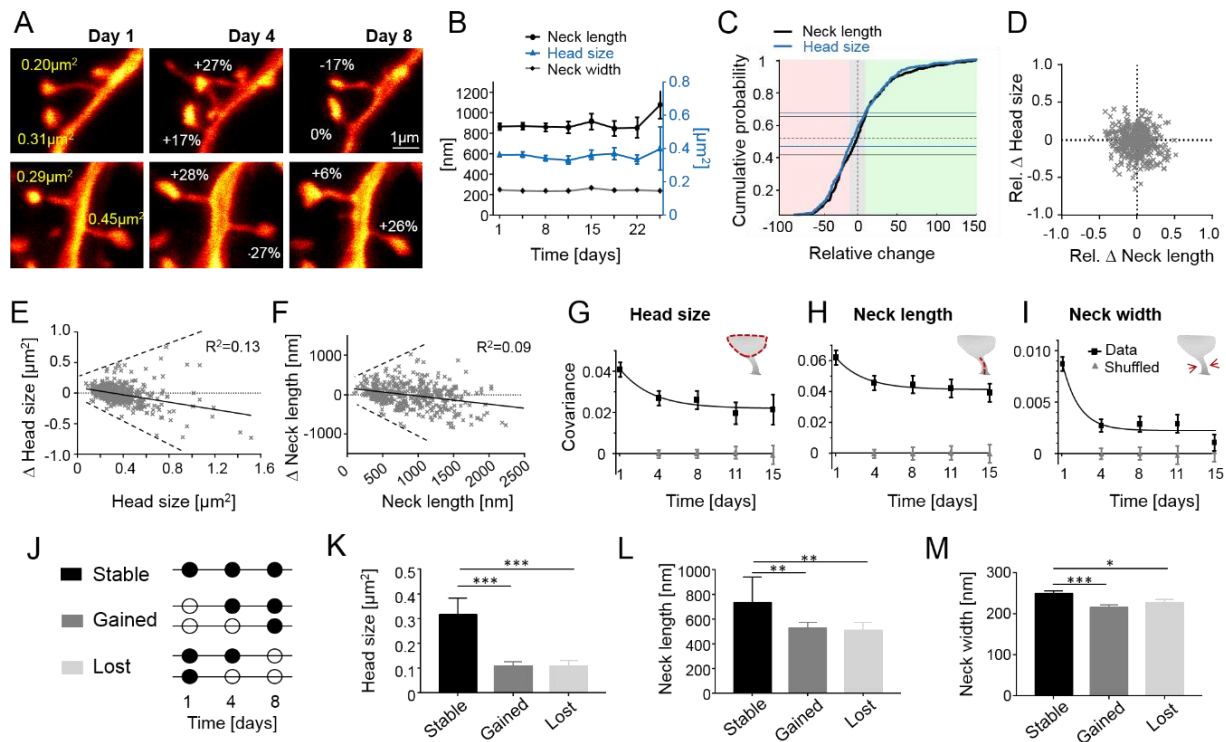 A
Day 1
Day 4
Day 8
0.20µm²
0.31µm²
+27%
+17%
-17%
0%
1µm
0.29µm²
0.45µm²
+28%
-27%
+6%
+26%
B
Neck length
Head size
Neck width
[nm]
1200
1000
800
600
400
200
0
[µm²]
0.8
0.6
0.4
0.2
0
1
8
15
22
Time [days]
C
Neck length
Head size
Cumulative probability
1
0.8
0.6
0.4
0.2
-100
-50
0
50
100
150
Relative change
D
Rel. Δ Head size
1.0
0.5
0
-0.5
-1.0
-1.0
-0.5
0
0.5
1.0
Rel. Δ Neck length
E
Δ Head size [µm²]
1.0
0.5
0
-0.5
-1.0
R²=0.13
0
0.4
0.8
1.2
1.6
Head size [µm²]
F
Δ Neck length [nm]
1000
0
-1000
R²=0.09
0
500
1000
1500
2000
2500
Neck length [nm]
G
Head size
Covariance
0.04
0.02
0
1
4
8
11
15
Time [days]
H
Neck length
0.06
0.04
0.02
0
1
4
8
11
15
Time [days]
I
Neck width
Data
Shuffled
0.010
0.005
0
1
4
8
11
15
Time [days]
J
Stable
Gained
Lost
1
4
8
Time [days]
K
Head size [µm²]
0.5
0.4
0.3
0.2
0.1
0
***
***
Stable
Gained
Lost
L
Neck length [nm]
1000
800
600
400
200
0
**
**
Stable
Gained
Lost
M
Neck width [nm]
300
200
100
0
*
***
Stable
Gained
Lost